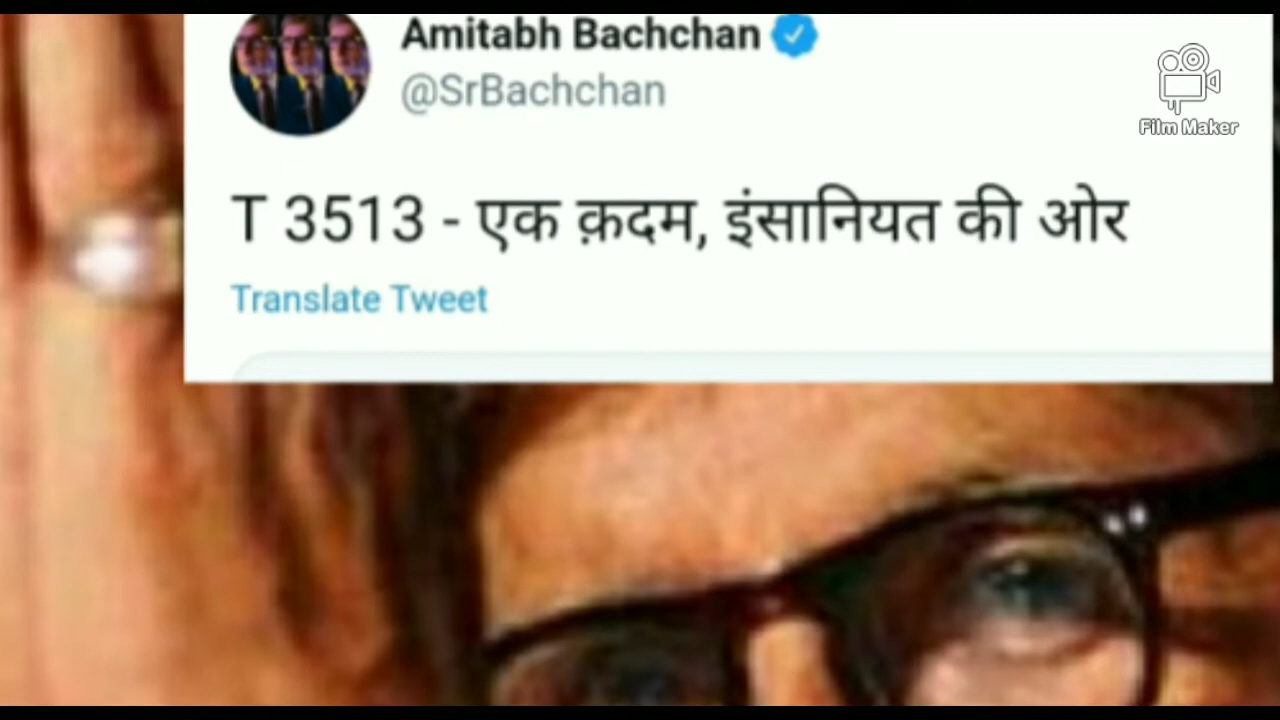 Amitabh Bachchan
@SrBachchan
Film Maker
T 3513 - एक क़दम, इंसानियत की ओर
Translate Tweet